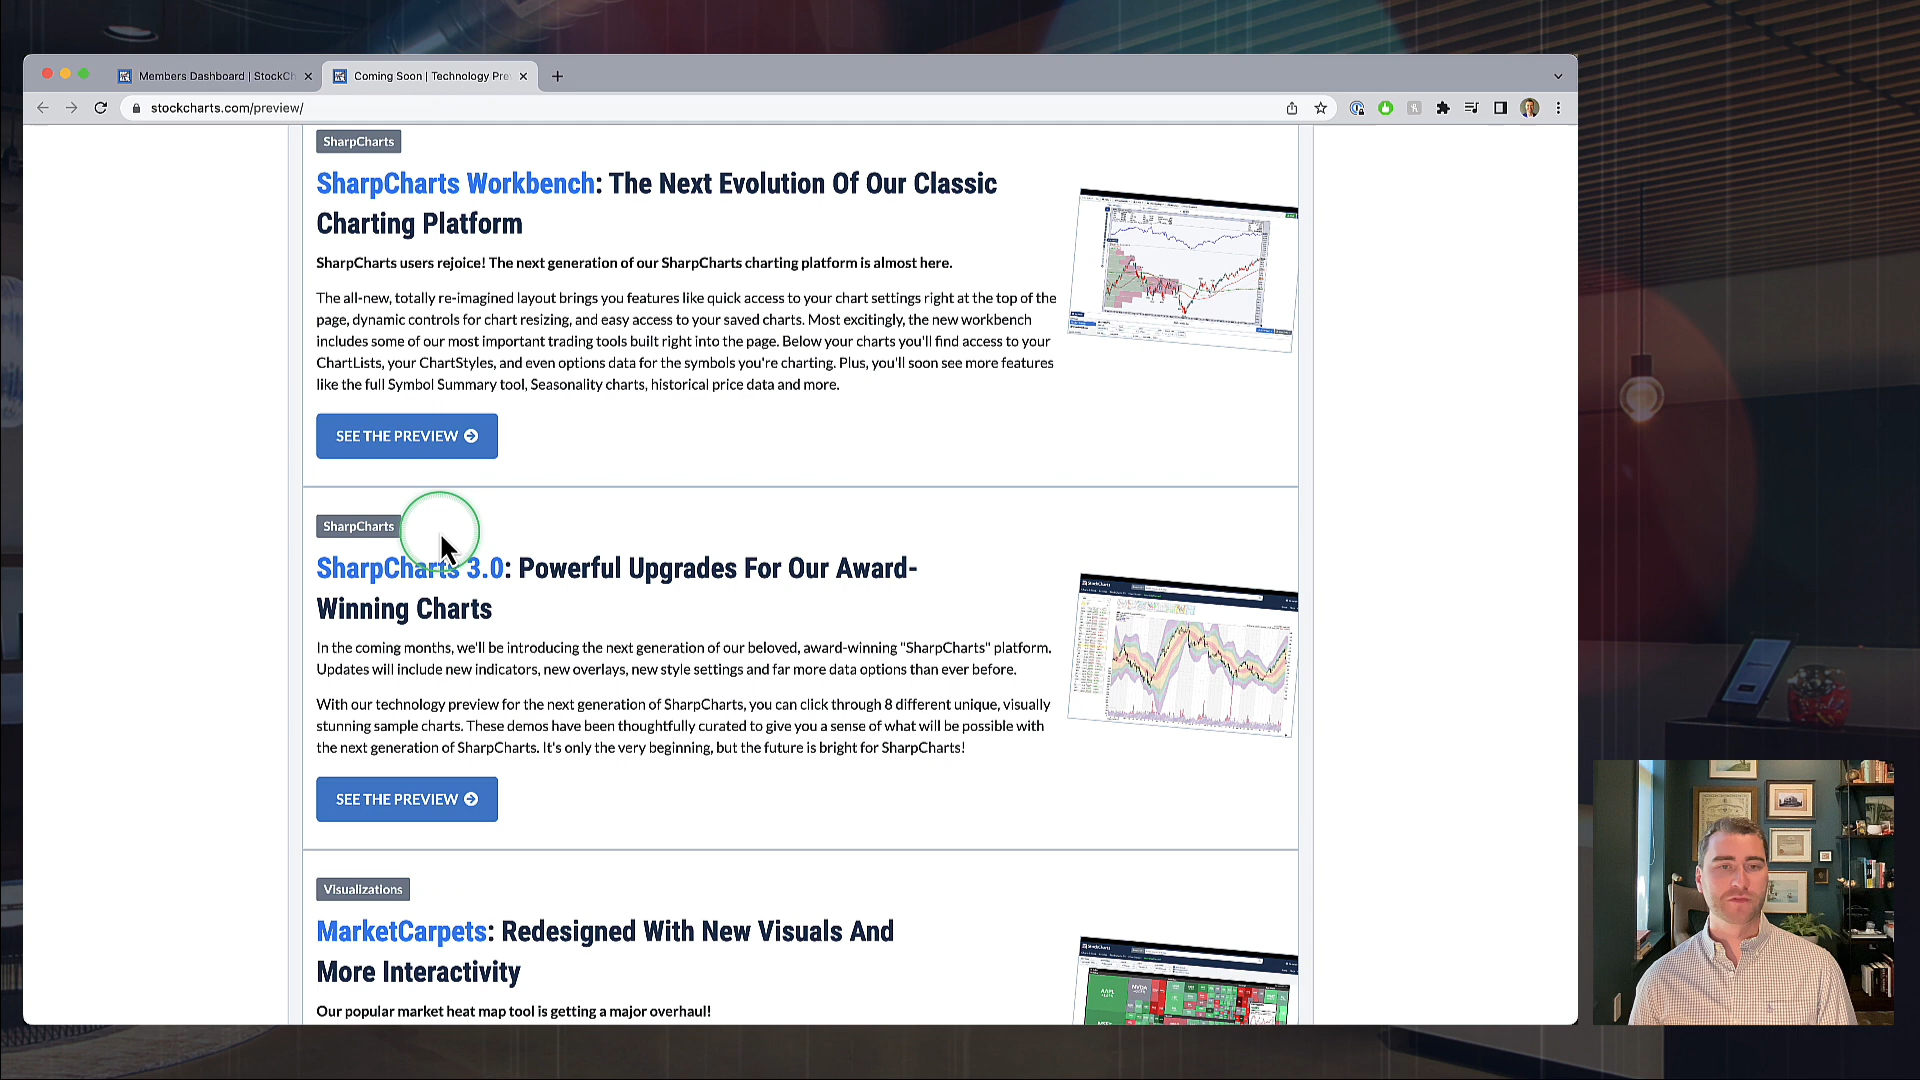 Members Dashboard | StockCh
Coming Soon | Technology Pre
stockcharts.com/preview/
SharpCharts
SharpCharts Workbench: The Next Evolution Of Our Classic
Charting Platform
SharpCharts users rejoice! The next generation of our SharpCharts charting platform is almost here.
The all-new, totally re-imagined layout brings you features like quick access to your chart settings right at the top of the
page, dynamic controls for chart resizing, and easy access to your saved charts. Most excitingly, the new workbench
includes some of our most important trading tools built right into the page. Below your charts you'll find access to your
ChartLists, your ChartStyles, and even options data for the symbols you're charting. Plus, you'll soon see more features
like the full Symbol Summary tool, Seasonality charts, historical price data and more.
SEE THE PREVIEW
SharpCharts
SharpCharts 3.0: Powerful Upgrades For Our Award-
Winning Charts
In the coming months, we'll be introducing the next generation of our beloved, award-winning "SharpCharts" platform.
Updates will include new indicators, new overlays, new style settings and far more data options than ever before.
With our technology preview for the next generation of SharpCharts, you can click through 8 different unique, visually
stunning sample charts. These demos have been thoughtfully curated to give you a sense of what will be possible with
the next generation of SharpCharts. It's only the very beginning, but the future is bright for SharpCharts!
SEE THE PREVIEW
StockCharts
Visualizations
MarketCarpets: Redesigned With New Visuals And
More Interactivity
Our popular market heat map tool is getting a major overhaul!
StockCharts
AAPL
NVDA